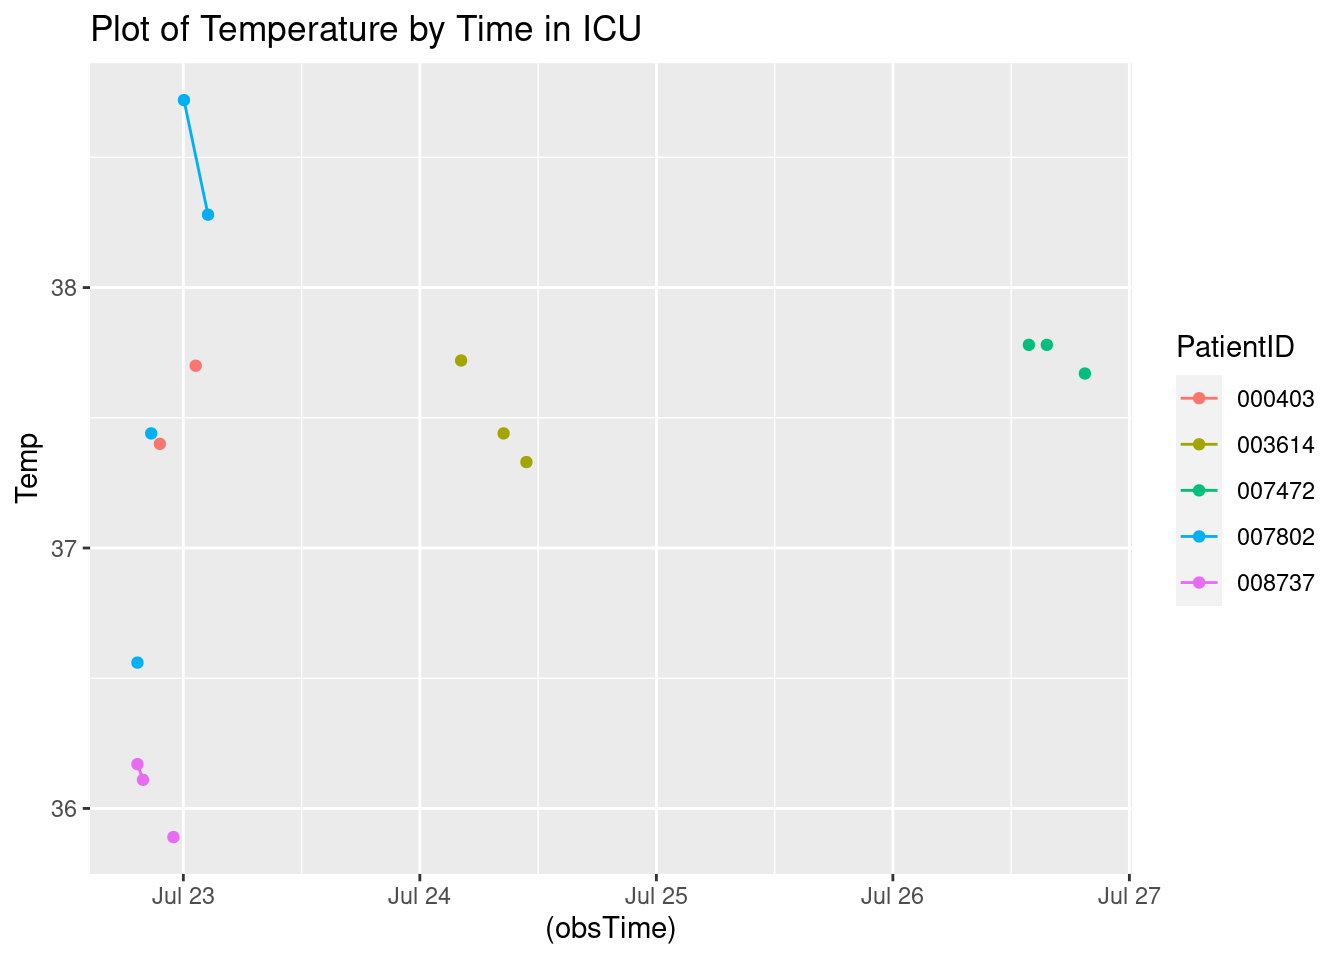 Plot of Temperature by Time in ICU
Temp
38
37
36
Jul 23
Jul 24
Jul 25
Jul 26
Jul 27
(obsTime)
PatientID
000403
003614
007472
007802
008737